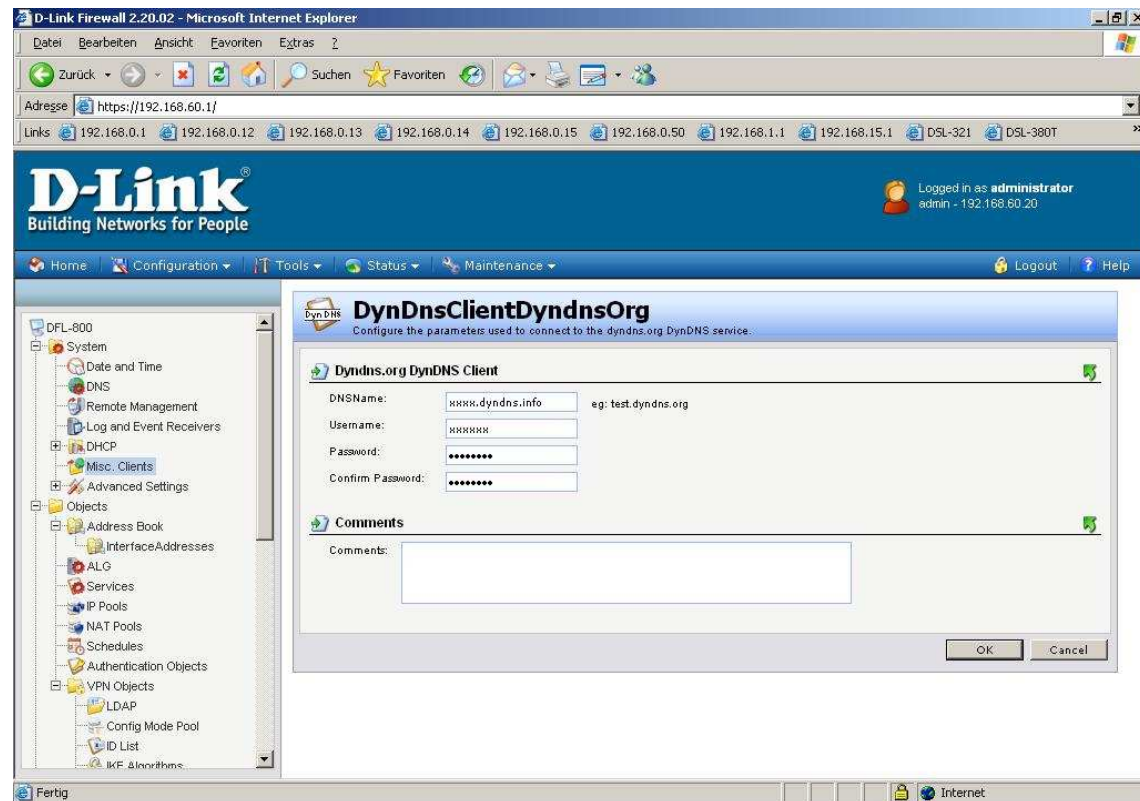 D-Link Firewall 2.20.02 - Microsoft Internet Explorer
Datei Bearbeiten Ansicht Favoriten Extras ?
Zurück Suchen Favoriten
Adresse https://192.168.60.1/
Links 192.168.0.1 192.168.0.12 192.168.0.13 192.168.0.14 192.168.0.15 192.168.0.50 192.168.1.1 192.168.15.1 DSL-321 DSL-380T »
D-Link®
Building Networks for People
Logged in as administrator
admin - 192.168.60.20
Home Configuration Tools Status Maintenance Logout ? Help
DFL-800
System
Date and Time
DNS
Remote Management
Log and Event Receivers
DHCP
Misc. Clients
Advanced Settings
Objects
Address Book
InterfaceAddresses
ALG
Services
IP Pools
NAT Pools
Schedules
Authentication Objects
VPN Objects
LDAP
Config Mode Pool
ID List
IKE Algorithms
Dyn DNS
DynDnsClientDyndnsOrg
Configure the parameters used to connect to the dyndns.org DynDNS service.
Dyndns.org DynDNS Client
DNSName: xxxx.dyndns.info eg: test.dyndns.org
Username: xxxxxx
Password: ••••••••
Confirm Password: ••••••••
Comments
Comments:
OK Cancel
Fertig Internet